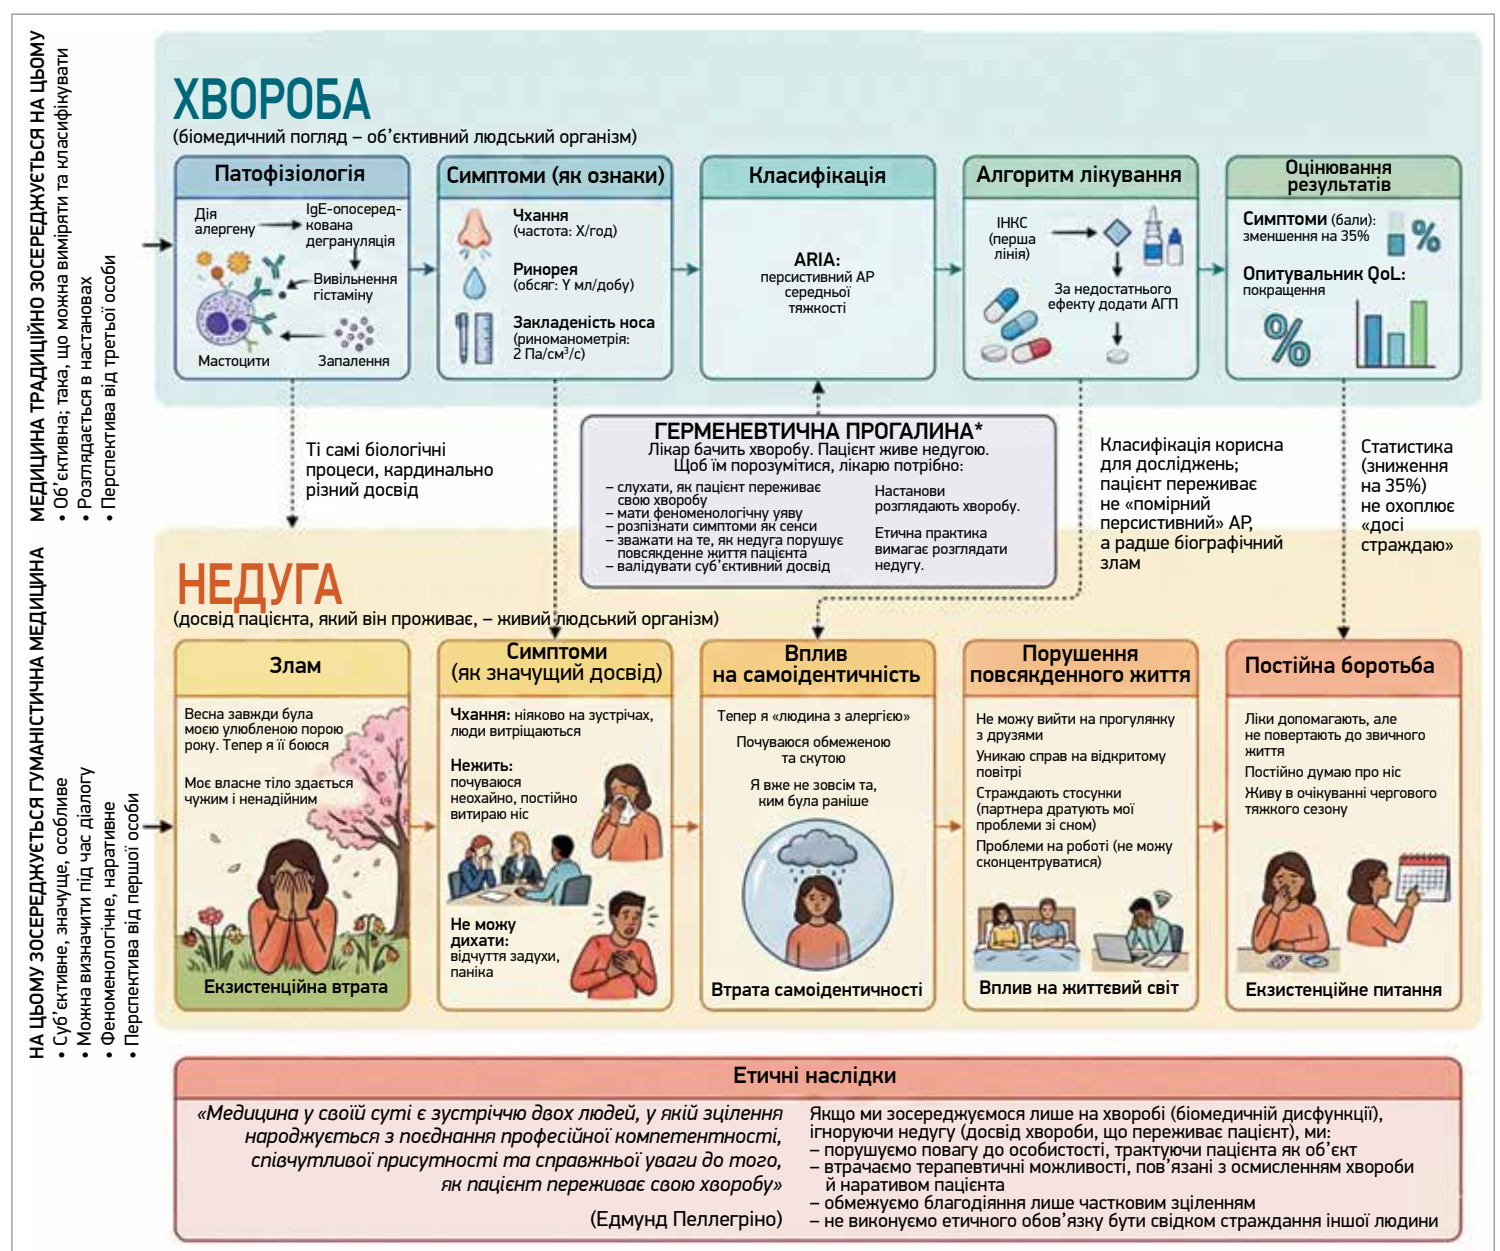 МЕДИЦИНА ТРАДИЦІЙНО ЗОСЕРЕДЖУЄТЬСЯ НА ЦЬОМУ
• Об’єктивна; така, що можна виміряти та класифікувати
• Розглядається в настановах
• Перспектива від третьої особи
ХВОРОБА
(біомедичний погляд – об’єктивний людський організм)
Патофізіологія
Дія
алергену
IgE-опосеред-
кована
дегрануляція
Вивільнення
гістаміну
Мастоцити
Запалення
Симптоми (як ознаки)
Чхання
(частота: X/год)
Ринорея
(обсяг: Y мл/добу)
Закладеність носа
(риноманометрія:
2 Па/см³/с)
Класифікація
ARIA:
персистивний АР
середньої
тяжкості
Алгоритм лікування
ІНКС
(перша
лінія)
За недостатнього
ефекту додати АГП
Оцінювання
результатів
Симптоми (бали):
зменшення на 35%
%
Опитувальник QoL:
покращення
%
Ті самі біологічні
процеси, кардинально
різний досвід
ГЕРМЕНЕВТИЧНА ПРОГАЛИНА*
Лікар бачить хворобу. Пацієнт живе недугою.
Щоб їм порозумітися, лікарю потрібно:
– слухати, як пацієнт переживає
свою хворобу
– мати феноменологічну уяву
– розпізнати симптоми як сенси
– зважати на те, як недуга порушує
повсякденне життя пацієнта
– валідувати суб’єктивний досвід
Настанови
розглядають хворобу.
Етична практика
вимагає розглядати
недугу.
Класифікація корисна
для досліджень;
пацієнт переживає
не «помірний
персистивний» АР,
а радше біографічний
злам
Статистика
(зниження
на 35%)
не охоплює
«досі
страждаю»
НА ЦЬОМУ ЗОСЕРЕДЖУЄТЬСЯ ГУМАНІСТИЧНА МЕДИЦИНА
• Суб’єктивне, значуще, особливе
• Можна визначити під час діалогу
• Феноменологічне, наративне
• Перспектива від першої особи
НЕДУГА
(досвід пацієнта, який він проживає, – живий людський організм)
Злам
Весна завжди була
моєю улюбленою порою
року. Тепер я її боюся
Моє власне тіло здається
чужим і ненадійним
Екзистенційна втрата
Симптоми
(як значущий досвід)
Чхання: ніяково на зустрічах,
люди витріщаються
Нежить:
почуваюся
неохайно, постійно
витираю ніс
Не можу
дихати:
відчуття задухи,
паніка
Вплив
на самоідентичність
Тепер я «людина з алергією»
Почуваюся обмеженою
та скутою
Я вже не зовсім та,
ким була раніше
Втрата самоідентичності
Порушення
повсякденного життя
Не можу вийти на прогулянку
з друзями
Уникаю справ на відкритому
повітрі
Страждають стосунки
(партнера дратують мої
проблеми зі сном)
Проблеми на роботі (не можу
сконцентруватися)
Вплив на життєвий світ
Постійна боротьба
Ліки допомагають, але
не повертають до звичного
життя
Постійно думаю про ніс
Живу в очікуванні чергового
тяжкого сезону
Екзистенційне питання
Етичні наслідки
«Медицина у своїй суті є зустріччю двох людей, у якій зцілення
народжується з поєднання професійної компетентності,
співчутливої присутності та справжньої уваги до того,
як пацієнт переживає свою хворобу»
(Едмунд Пеллегріно)
Якщо ми зосереджуємося лише на хворобі (біомедичній дисфункції),
ігноруючи недугу (досвід хвороби, що переживає пацієнт), ми:
– порушуємо повагу до особистості, трактуючи пацієнта як об’єкт
– втрачаємо терапевтичні можливості, пов’язані з осмисленням хвороби
й наративом пацієнта
– обмежуємо благодіяння лише частковим зціленням
– не виконуємо етичного обов’язку бути свідком страждання іншої людини